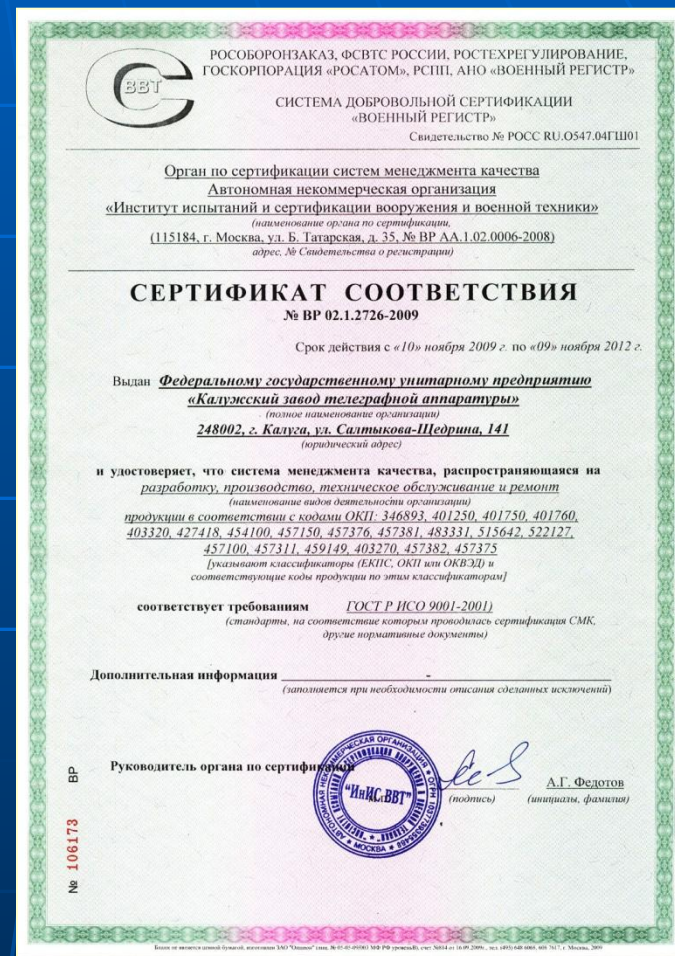 ВВТ
РОСОБОРОНЗАКАЗ, ФСВТС РОССИИ, РОСТЕХРЕГУЛИРОВАНИЕ,
ГОСКОРПОРАЦИЯ «РОСАТОМ», РСПП, АНО «ВОЕННЫЙ РЕГИСТР»
СИСТЕМА ДОБРОВОЛЬНОЙ СЕРТИФИКАЦИИ
«ВОЕННЫЙ РЕГИСТР»
Свидетельство № РОСС RU.О547.04ГШ01
Орган по сертификации систем менеджмента качества
Автономная некоммерческая организация
«Институт испытаний и сертификации вооружения и военной техники»
(наименование органа по сертификации,
(115184, г. Москва, ул. Б. Татарская, д. 35, № ВР АА.1.02.0006-2008)
адрес, № Свидетельства о регистрации)
СЕРТИФИКАТ СООТВЕТСТВИЯ
№ ВР 02.1.2726-2009
Срок действия с «10» ноября 2009 г. по «09» ноября 2012 г.
Выдан Федеральному государственному унитарному предприятию
«Калужский завод телеграфной аппаратуры»
(полное наименование организации)
248002, г. Калуга, ул. Салтыкова-Щедрина, 141
(юридический адрес)
и удостоверяет, что система менеджмента качества, распространяющаяся на
разработку, производство, техническое обслуживание и ремонт
(наименование видов деятельности организации)
продукции в соответствии с кодами ОКП: 346893, 401250, 401750, 401760,
403320, 427418, 454100, 457150, 457376, 457381, 483331, 515642, 522127,
457100, 457311, 459149, 403270, 457382, 457375
[указывают классификаторы (ЕКПС, ОКП или ОКВЭД) и
соответствующие коды продукции по этим классификаторам]
соответствует требованиям ГОСТ Р ИСО 9001-2001)
(стандарты, на соответствие которым проводилась сертификация СМК,
другие нормативные документы)
Дополнительная информация -
(заполняется при необходимости описания сделанных исключений)
Руководитель органа по сертификации
"ИнИС ВВТ"
МОСКВА
(подпись)
А.Г. Федотов
(инициалы, фамилия)
№ 106173 ВР